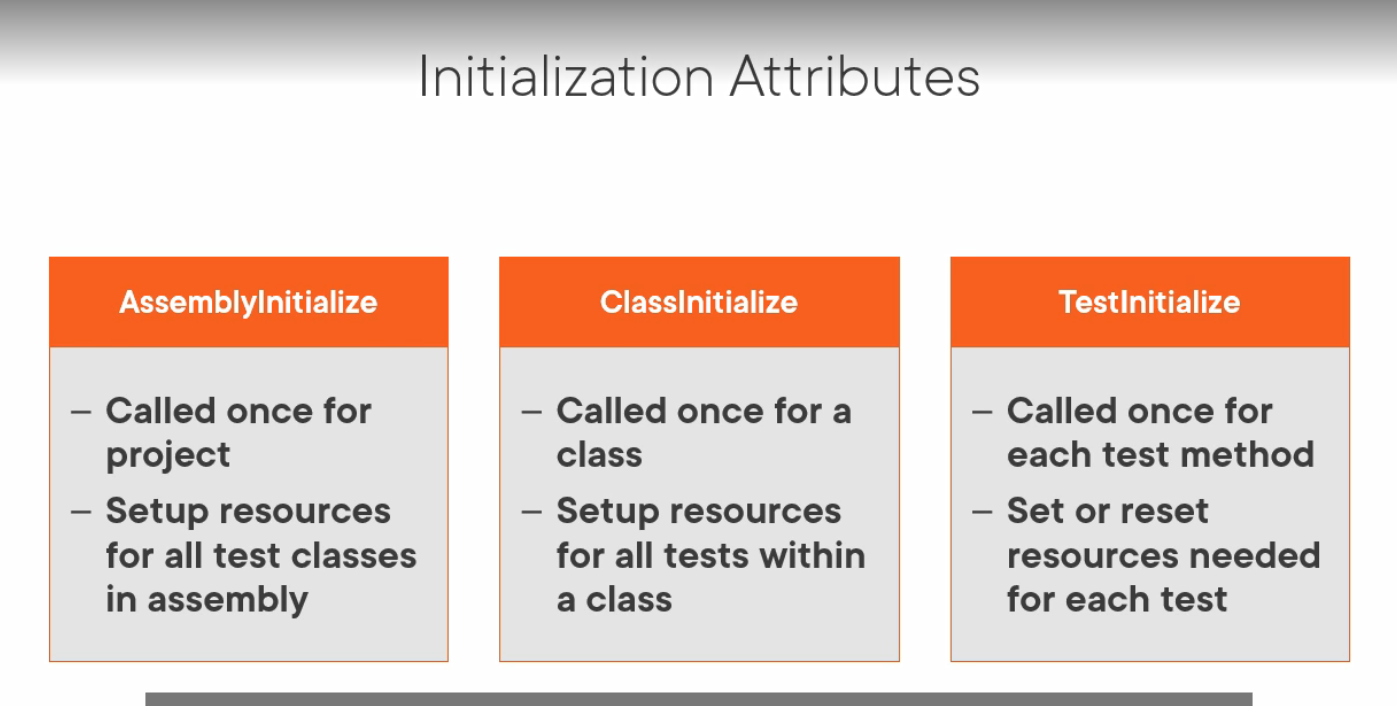 Initialization Attributes
AssemblyInitialize
– Called once for
project
– Setup resources
for all test classes
in assembly
ClassInitialize
– Called once for a
class
– Setup resources
for all tests within
a class
TestInitialize
– Called once for
each test method
– Set or reset
resources needed
for each test